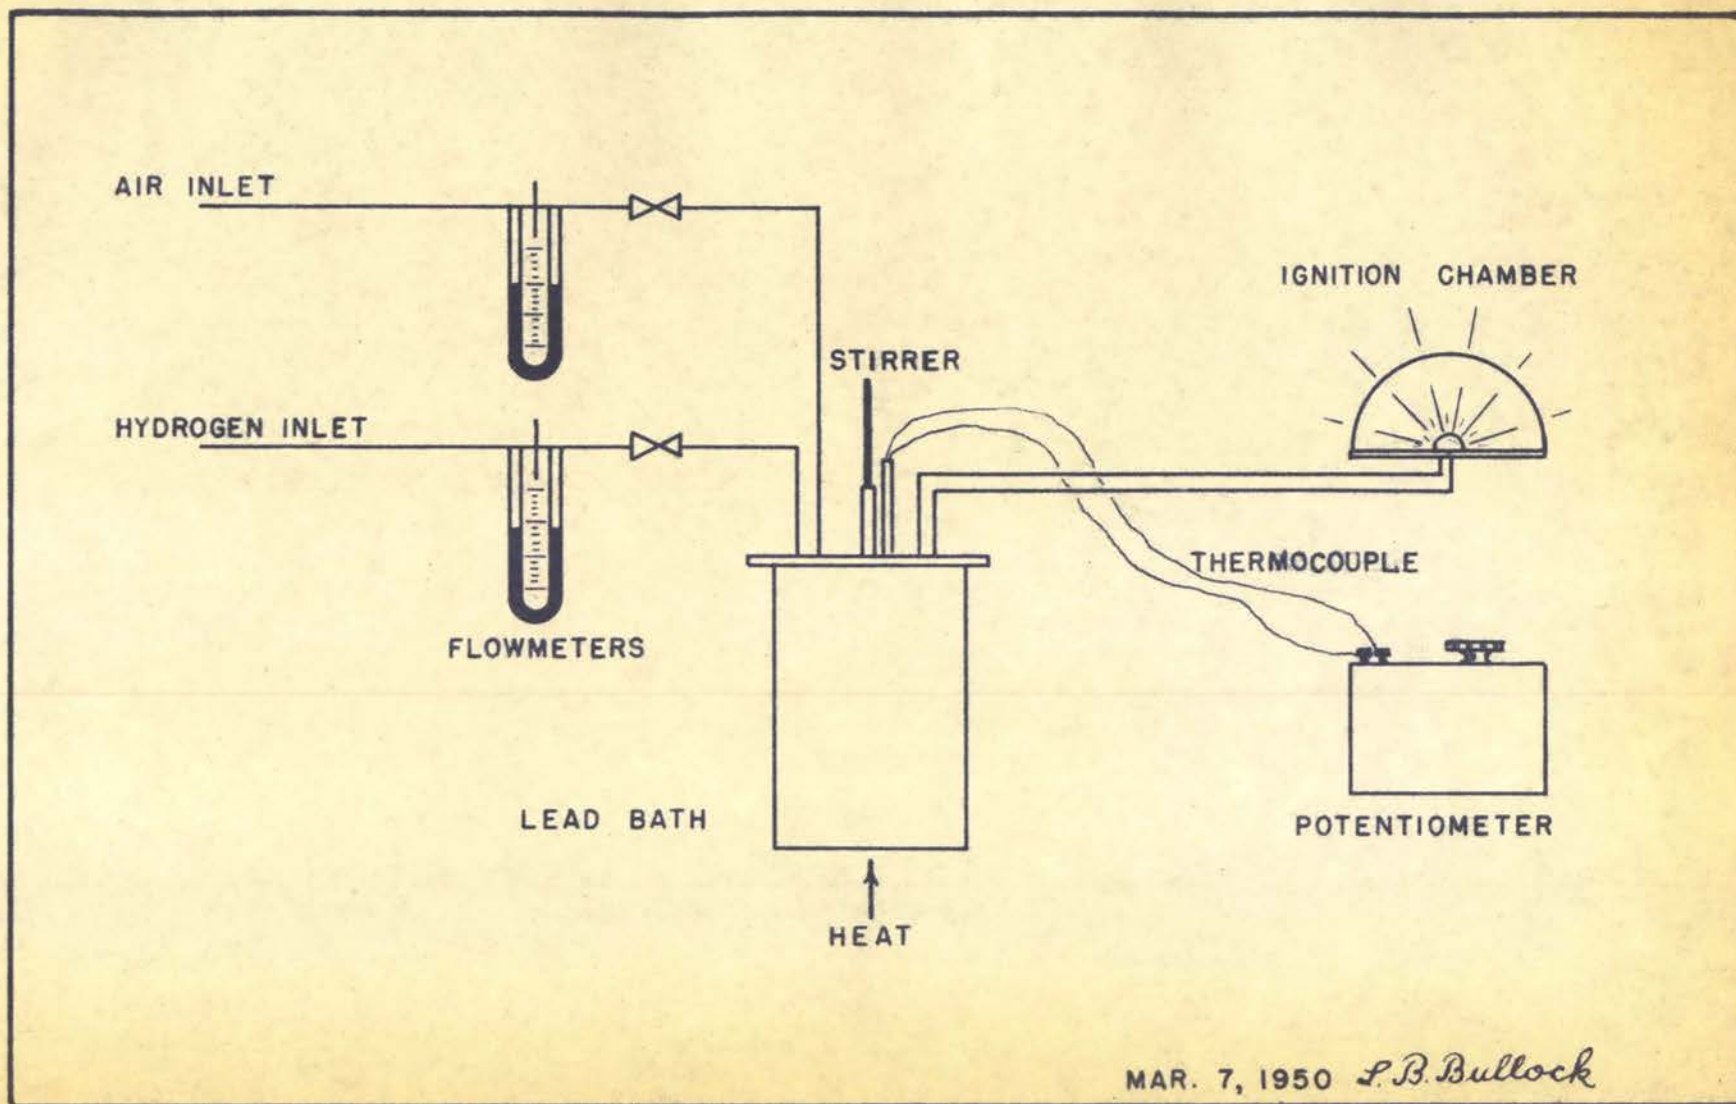 AIR INLET
IGNITION CHAMBER
STIRRER
HYDROGEN INLET
THERMOCOUPLE
FLOWMETERS
LEAD BATH
POTENTIOMETER
HEAT
MAR. 7, 1950 L.B. Bullock